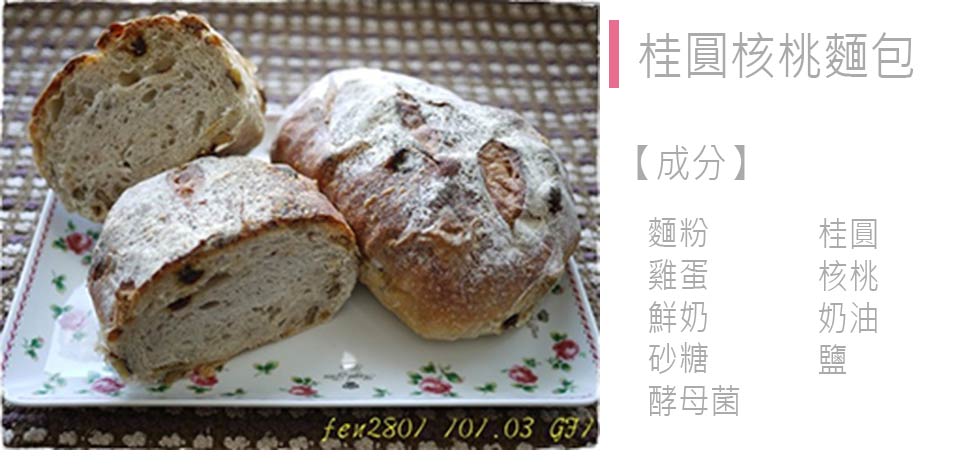 桂圓核桃麵包
【成分】
麵粉
雞蛋
鮮奶
砂糖
酵母菌
桂圓
核桃
奶油
鹽
fen2801 101.03 GF1